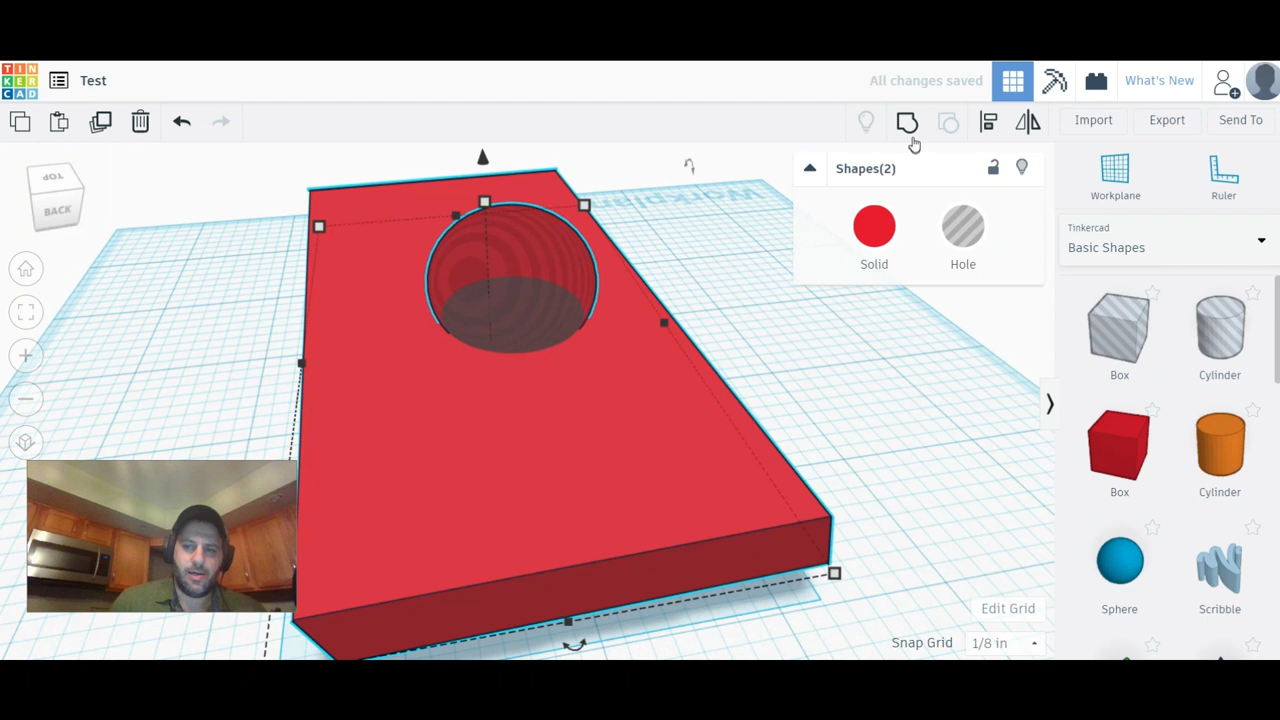 TIN
KER
CAD
Test
All changes saved
What's New
Import
Export
Send To
TOP
BACK
Shapes(2)
Solid
Hole
Workplane
Ruler
Tinkercad
Basic Shapes
Box
Cylinder
Box
Cylinder
Sphere
Scribble
Edit Grid
Snap Grid
1/8 in
Workplane